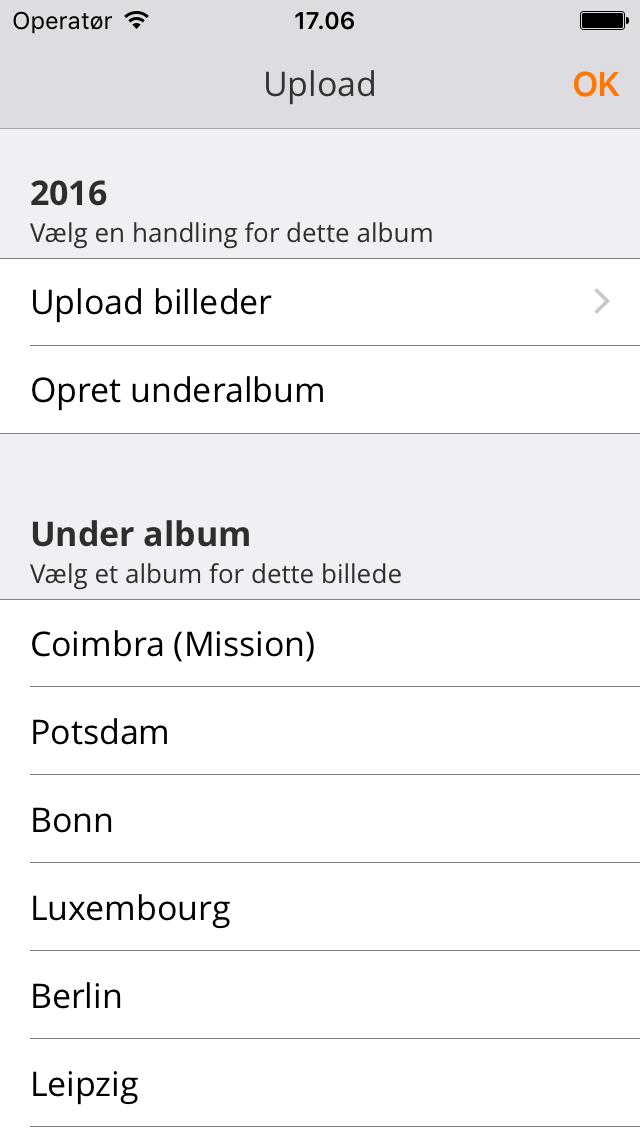 Operatør 17.06
Upload OK
2016
Vælg en handling for dette album
Upload billeder
Opret underalbum
Under album
Vælg et album for dette billede
Coimbra (Mission)
Potsdam
Bonn
Luxembourg
Berlin
Leipzig